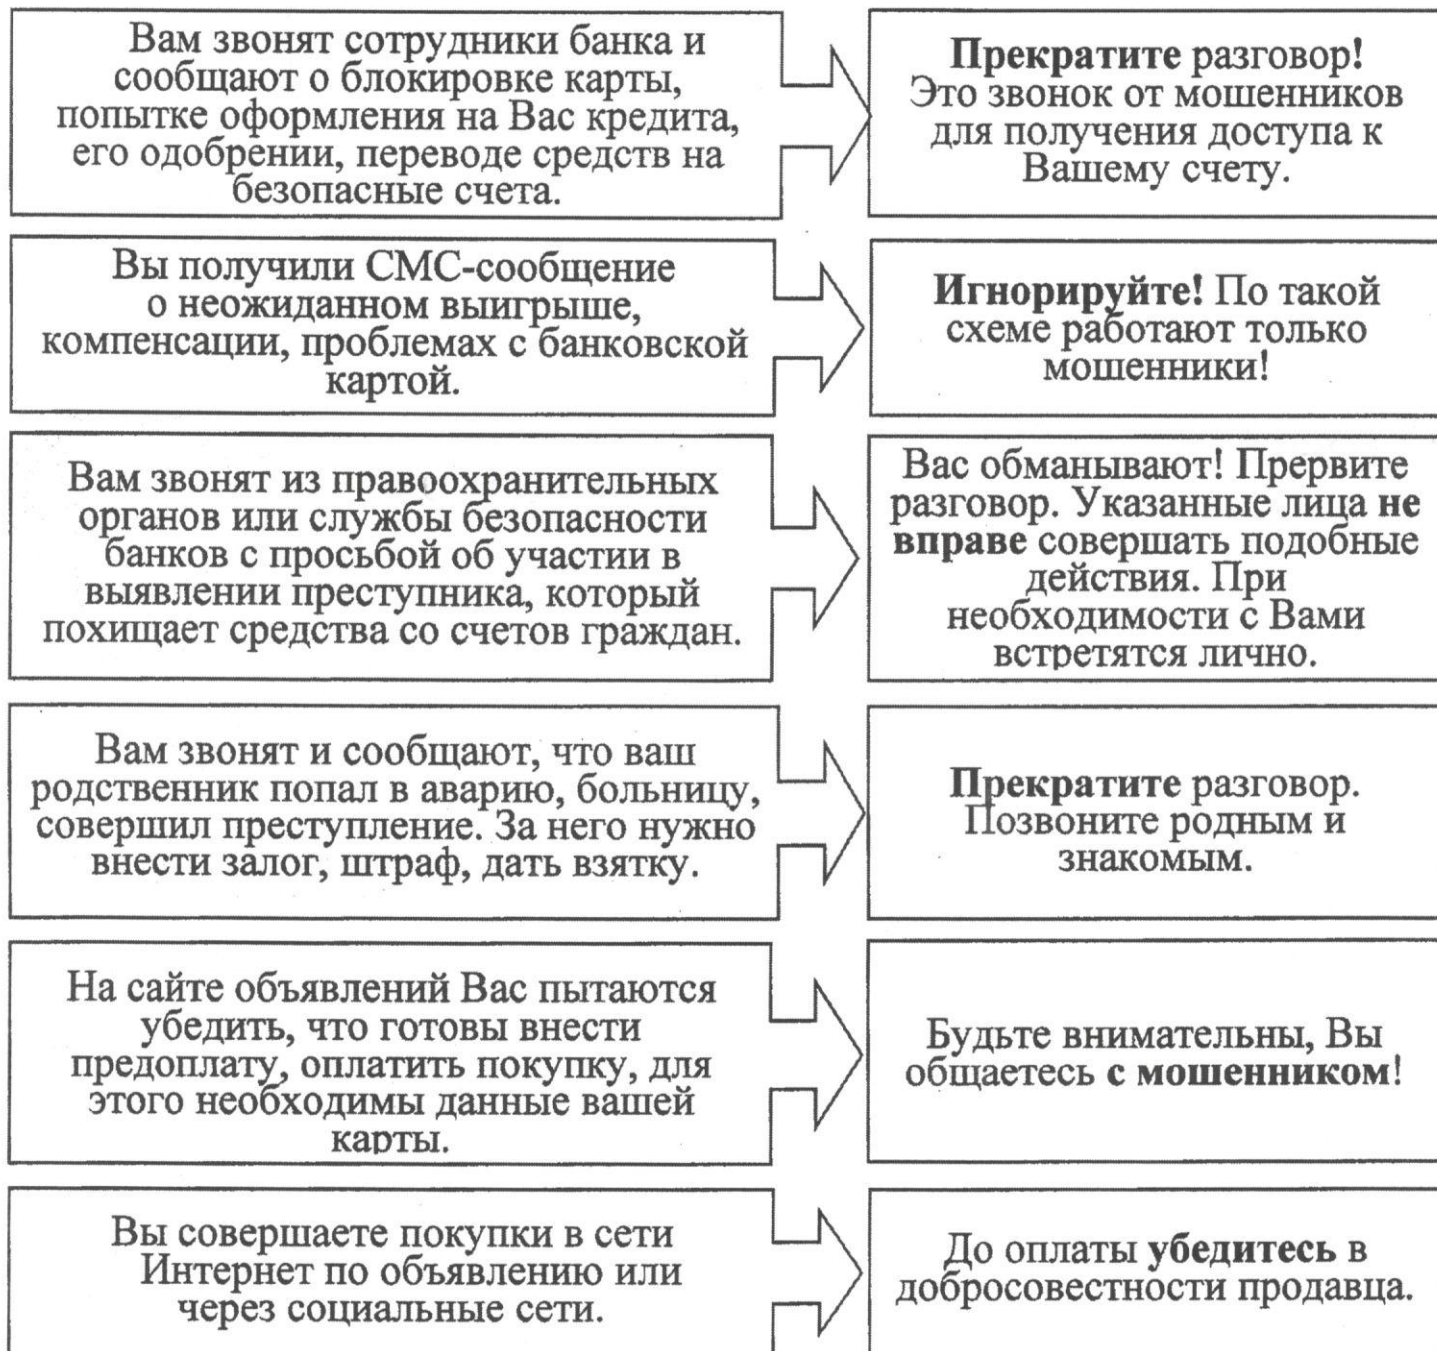 Вам звонят сотрудники банка и
сообщают о блокировке карты,
попытке оформления на Вас кредита,
его одобрении, переводе средств на
безопасные счета.
Прекратите разговор!
Это звонок от мошенников
для получения доступа к
Вашему счету.
Вы получили СМС-сообщение
о неожиданном выигрыше,
компенсации, проблемах с банковской
картой.
Игнорируйте! По такой
схеме работают только
мошенники!
Вам звонят из правоохранительных
органов или службы безопасности
банков с просьбой об участии в
выявлении преступника, который
похищает средства со счетов граждан.
Вас обманывают! Прервите
разговор. Указанные лица не
вправе совершать подобные
действия. При
необходимости с Вами
встретятся лично.
Вам звонят и сообщают, что ваш
родственник попал в аварию, больницу,
совершил преступление. За него нужно
внести залог, штраф, дать взятку.
Прекратите разговор.
Позвоните родным и
знакомым.
На сайте объявлений Вас пытаются
убедить, что готовы внести
предоплату, оплатить покупку, для
этого необходимы данные вашей
карты.
Будьте внимательны, Вы
общаетесь с мошенником!
Вы совершаете покупки в сети
Интернет по объявлению или
через социальные сети.
До оплаты убедитесь в
добросовестности продавца.